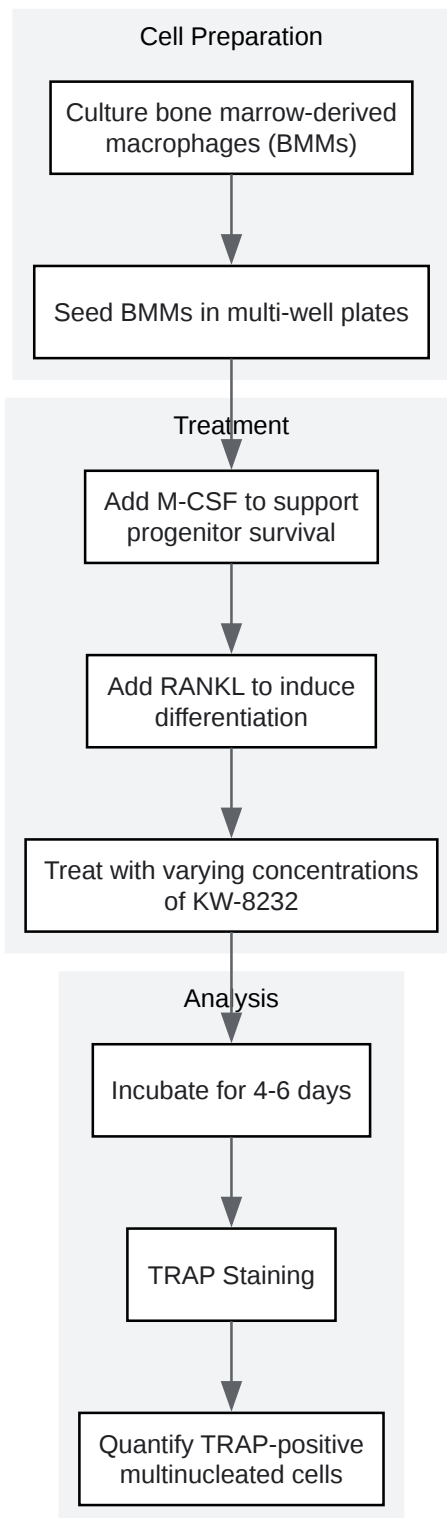 Cell Preparation
Culture bone marrow-derived
macrophages (BMMs)
Seed BMMs in multi-well plates
Treatment
Add M-CSF to support
progenitor survival
Add RANKL to induce
differentiation
Treat with varying concentrations
of KW-8232
Analysis
Incubate for 4-6 days
TRAP Staining
Quantify TRAP-positive
multinucleated cells